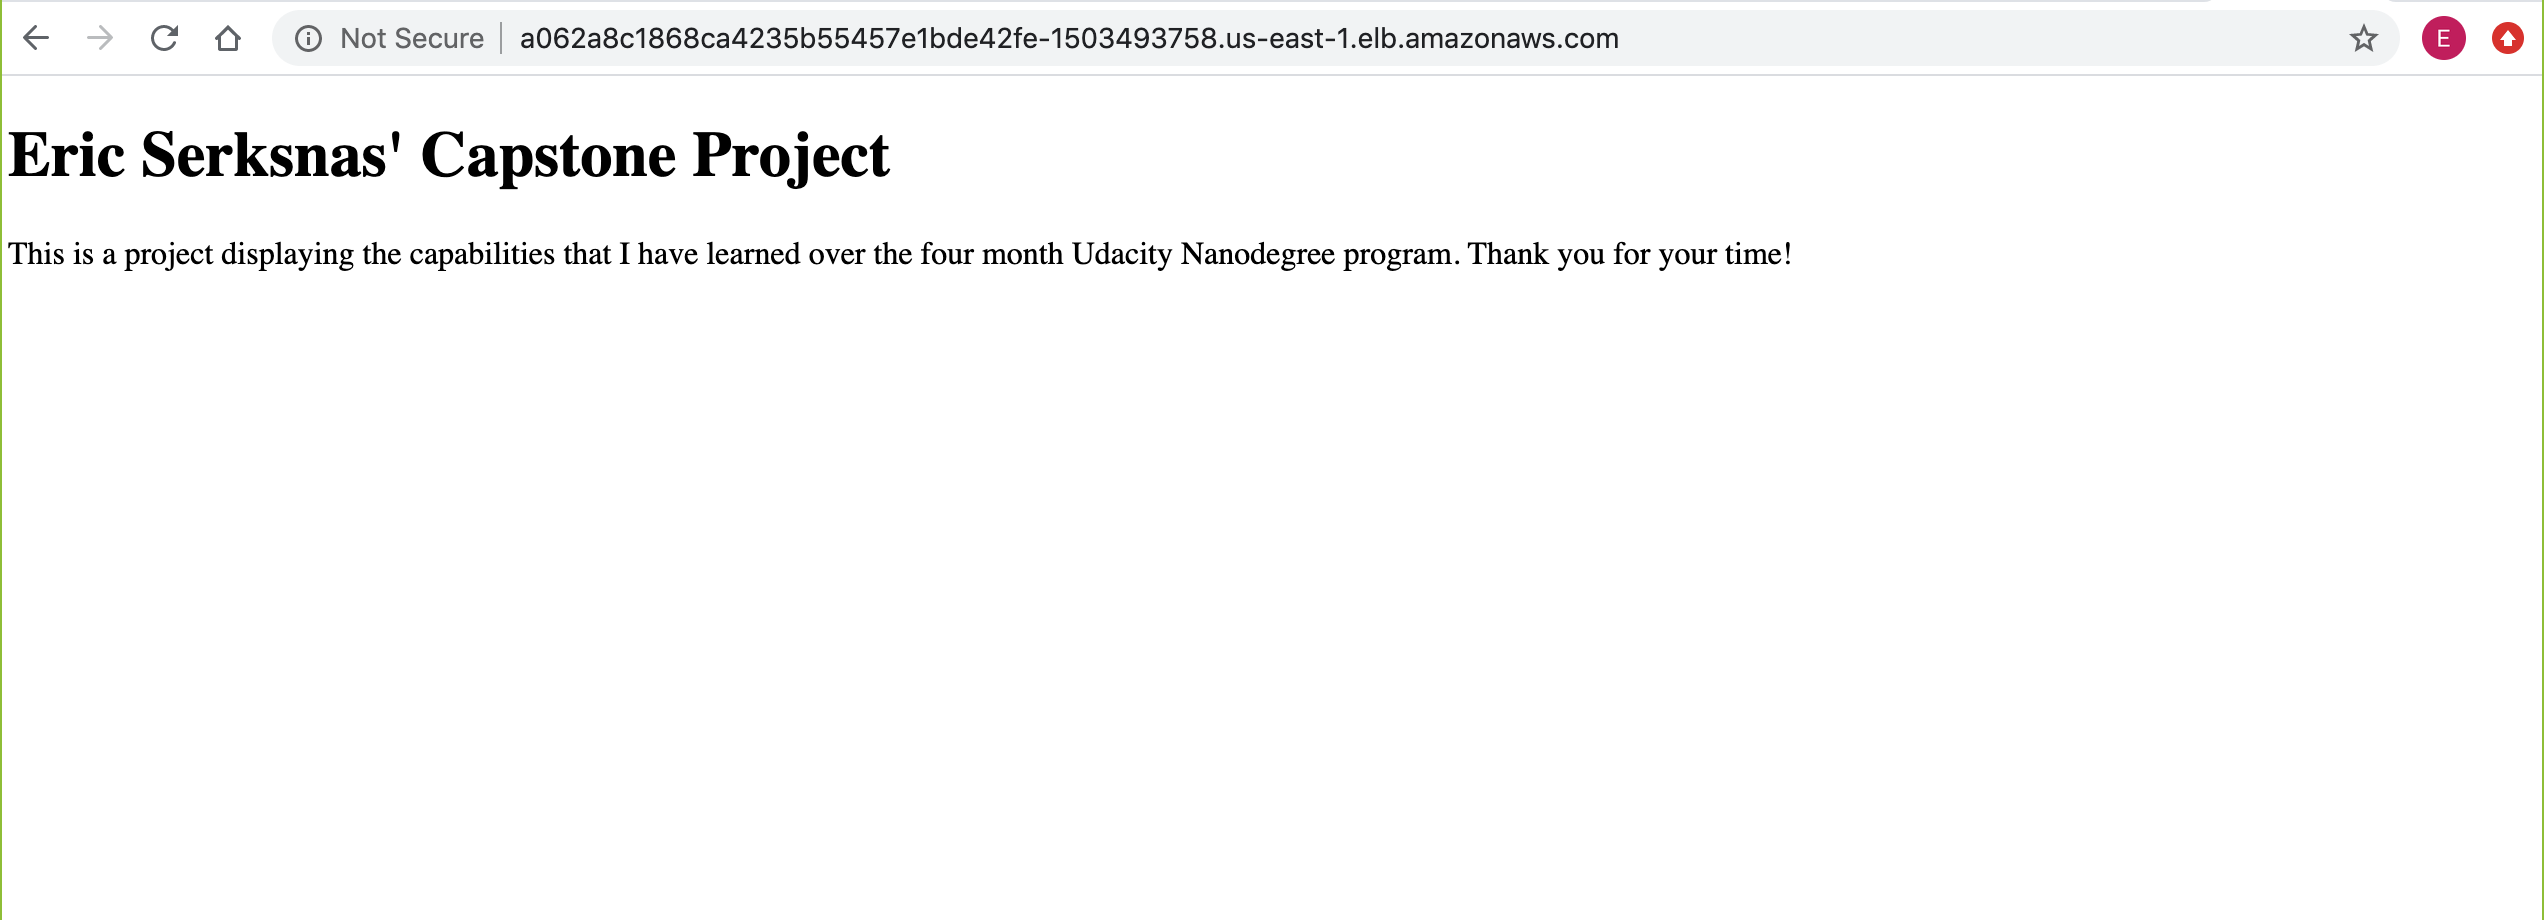 Not Secure a062a8c1868ca4235b55457e1bde42fe-1503493758.us-east-1.elb.amazonaws.com E
Eric Serksnas' Capstone Project
This is a project displaying the capabilities that I have learned over the four month Udacity Nanodegree program. Thank you for your time!